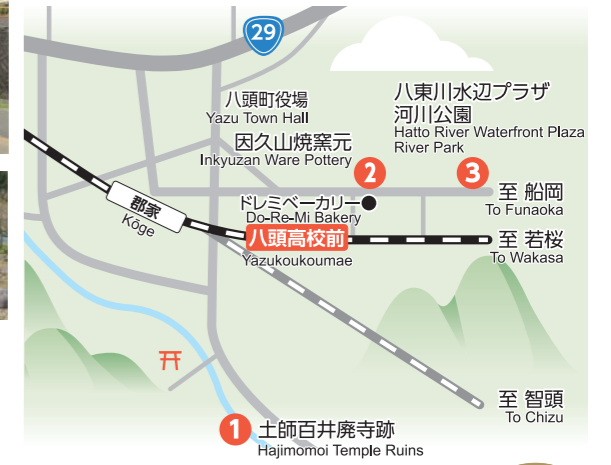 29
八頭町役場
Yazu Town Hall
八東川水辺プラザ
河川公園
Hatto River Waterfront Plaza
River Park
因久山焼窯元
Inkyuzan Ware Pottery
2
3
至 船岡
To Funaoka
ドレミベーカリー
Do-Re-Mi Bakery
郡家
Kōge
八頭高校前
Yazukoukoumae
至 若桜
To Wakasa
至 智頭
To Chizu
1 土師百井廃寺跡
Hajimomoi Temple Ruins